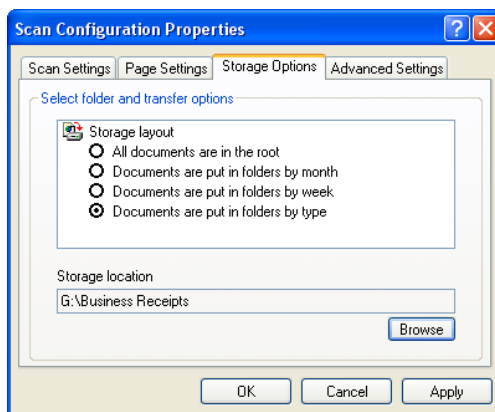 Scan Configuration Properties
Scan Settings Page Settings Storage Options Advanced Settings
Select folder and transfer options
Storage layout
All documents are in the root
Documents are put in folders by month
Documents are put in folders by week
Documents are put in folders by type
Storage location
G:\Business Receipts
Browse
OK Cancel Apply